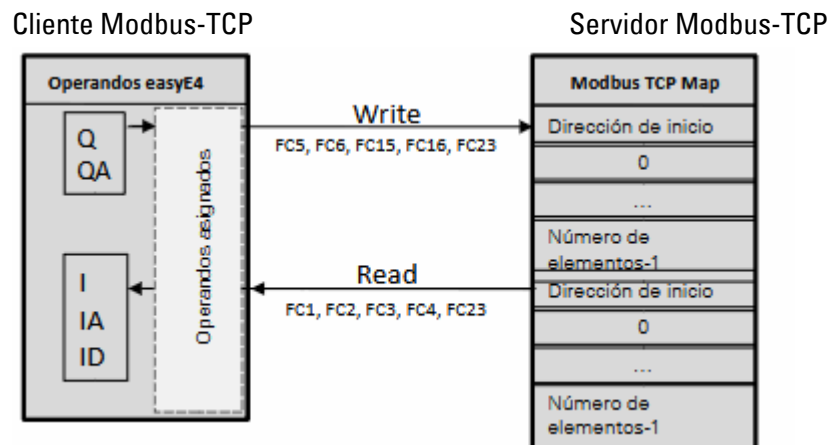 Cliente Modbus-TCP
Servidor Modbus-TCP
Operandos easyE4
Q
QA
I
IA
ID
Operandos asignados
Write
FC5, FC6, FC15, FC16, FC23
Read
FC1, FC2, FC3, FC4, FC23
Modbus TCP Map
Dirección de inicio
0
...
Número de
elementos-1
Dirección de inicio
0
...
Número de
elementos-1